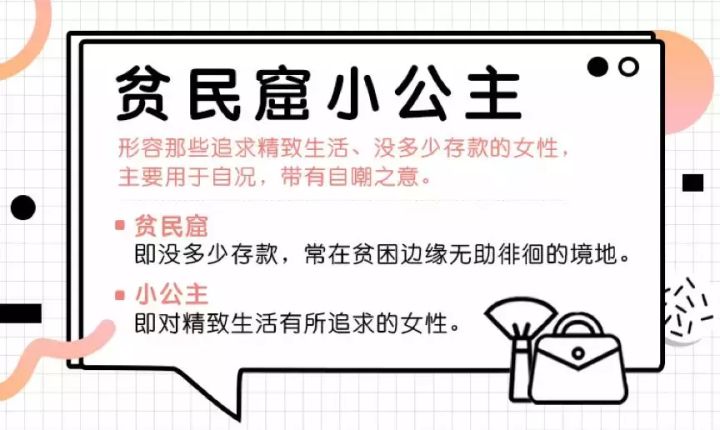 贫民窟小公主
形容那些追求精致生活、没多少存款的女性，
主要用于自况，带有自嘲之意。
贫民窟
即没多少存款，常在贫困边缘无助徘徊的境地。
小公主
即对精致生活有所追求的女性。